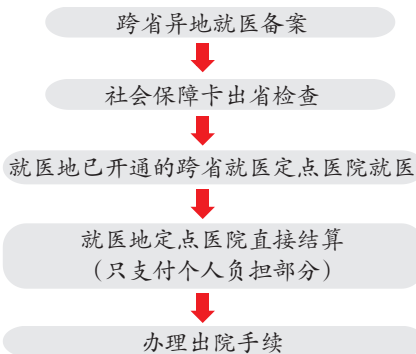 跨省异地就医备案
社会保障卡出省检查
就医地已开通的跨省就医定点医院就医
就医地定点医院直接结算
（只支付个人负担部分）
办理出院手续